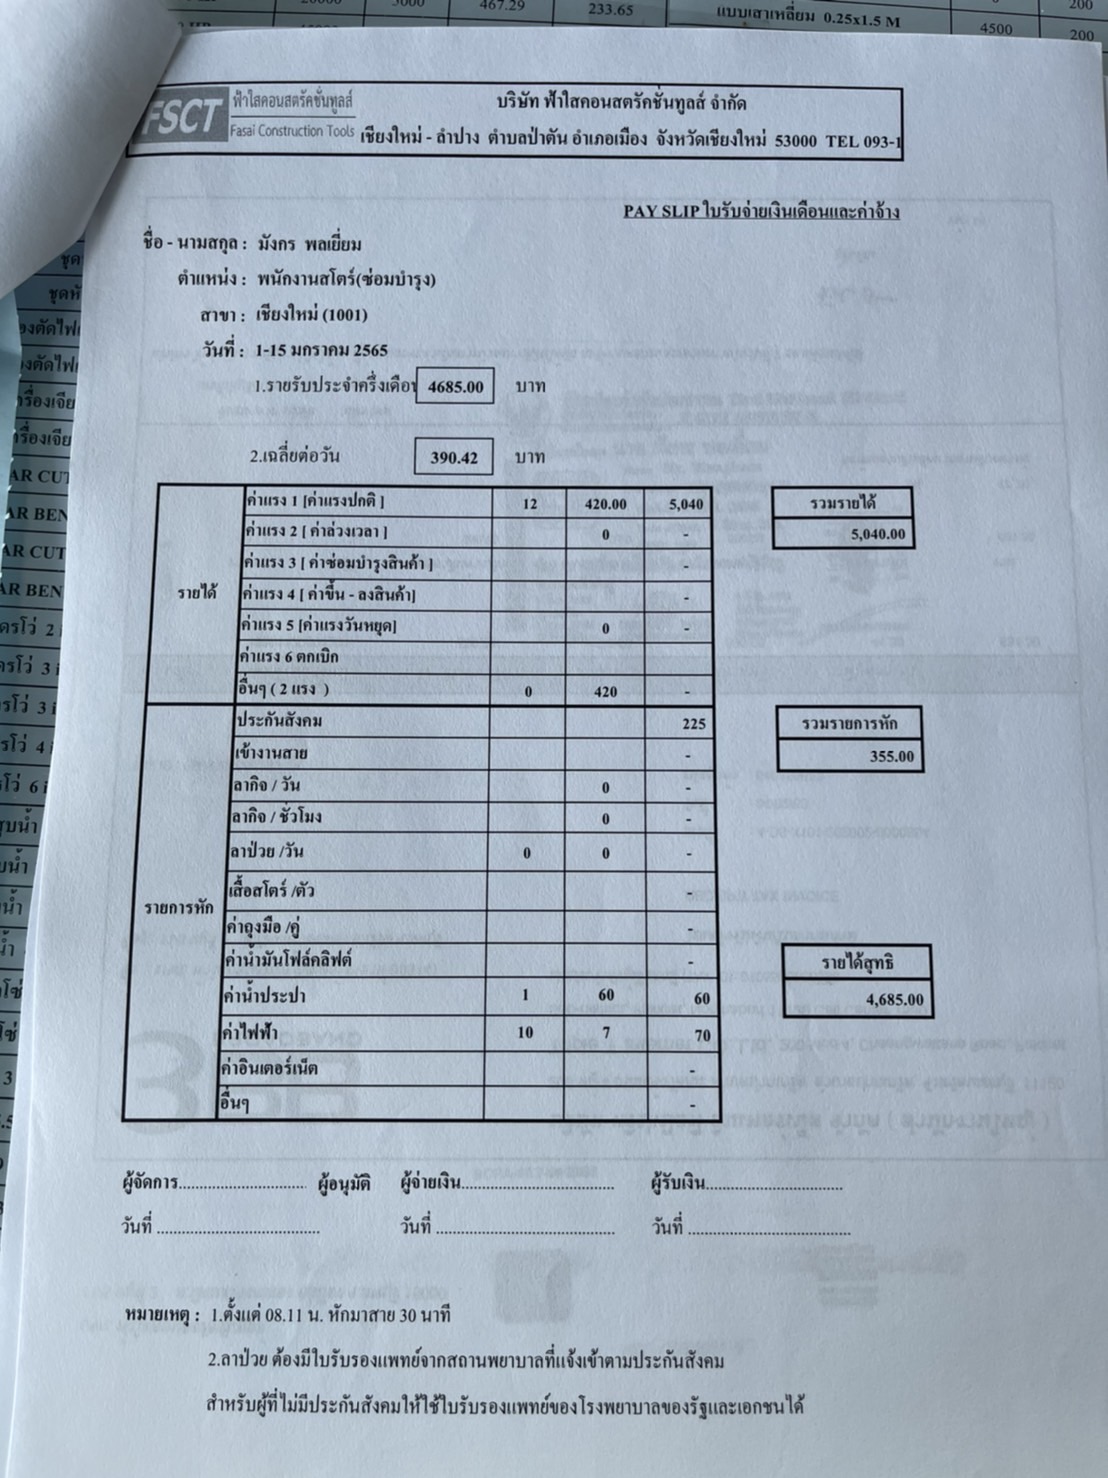 467.29 233.65 แบบเสาเหลี่ยม 0.25x1.5 M 4500 200
FSCT ฟ้าใสคอนสตรัคชั่นทูลส์
Fasai Construction Tools
บริษัท ฟ้าใสคอนสตรัคชั่นทูลส์ จำกัด
เชียงใหม่ - ลำปาง ตำบลป่าตัน อำเภอเมือง จังหวัดเชียงใหม่ 53000 TEL 093-1
PAY SLIP ใบรับจ่ายเงินเดือนและค่าจ้าง
ชื่อ - นามสกุล : มังกร พลเยี่ยม
ตำแหน่ง : พนักงานสโตร์(ซ่อมบำรุง)
สาขา : เชียงใหม่ (1001)
วันที่ : 1-15 มกราคม 2565
1.รายรับประจำครึ่งเดือน 4685.00 บาท
2.เฉลี่ยต่อวัน 390.42 บาท
รายได้
ค่าแรง 1 [ค่าแรงปกติ ] 12 420.00 5,040
ค่าแรง 2 [ ค่าล่วงเวลา ] 0 -
ค่าแรง 3 [ ค่าซ่อมบำรุงสินค้า ] -
ค่าแรง 4 [ ค่าขึ้น - ลงสินค้า] -
ค่าแรง 5 [ค่าแรงวันหยุด] 0 -
ค่าแรง 6 ตกเบิก
อื่นๆ ( 2 แรง ) 0 420 -
รวมรายได้
5,040.00
รายการหัก
ประกันสังคม 225
เข้างานสาย -
ลากิจ / วัน 0 -
ลากิจ / ชั่วโมง 0 -
ลาป่วย /วัน 0 0 -
เสื้อสโตร์ /ตัว -
ค่าถุงมือ /คู่ -
ค่าน้ำมันโฟล์คลิฟต์ -
ค่าน้ำประปา 1 60 60
ค่าไฟฟ้า 10 7 70
ค่าอินเตอร์เน็ต -
อื่นๆ -
รวมรายการหัก
355.00
รายได้สุทธิ
4,685.00
ผู้จัดการ............................ ผู้อนุมัติ ผู้จ่ายเงิน.................................. ผู้รับเงิน..............................
วันที่ .................................... วันที่ ....................................... วันที่ ....................................
หมายเหตุ : 1.ตั้งแต่ 08.11 น. หักมาสาย 30 นาที
2.ลาป่วย ต้องมีใบรับรองแพทย์จากสถานพยาบาลที่แจ้งเข้าตามประกันสังคม
สำหรับผู้ที่ไม่มีประกันสังคมให้ใช้ใบรับรองแพทย์ของโรงพยาบาลของรัฐและเอกชนได้